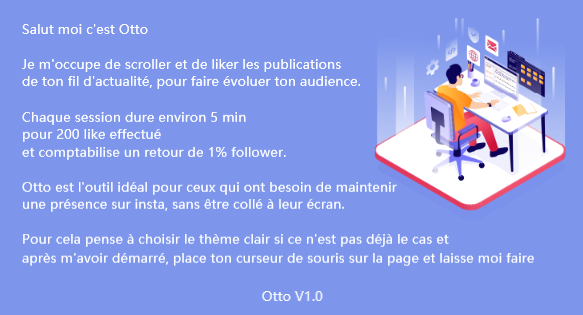 Salut moi c'est Otto
Je m'occupe de scroller et de liker les publications
de ton fil d'actualité, pour faire évoluer ton audience.
Chaque session dure environ 5 min
pour 200 like effectué
et comptabilise un retour de 1% follower.
Otto est l'outil idéal pour ceux qui ont besoin de maintenir
une présence sur insta, sans être collé à leur écran.
Pour cela pense à choisir le thème clair si ce n'est pas déjà le cas et
après m'avoir démarré, place ton curseur de souris sur la page et laisse moi faire
Otto V1.0